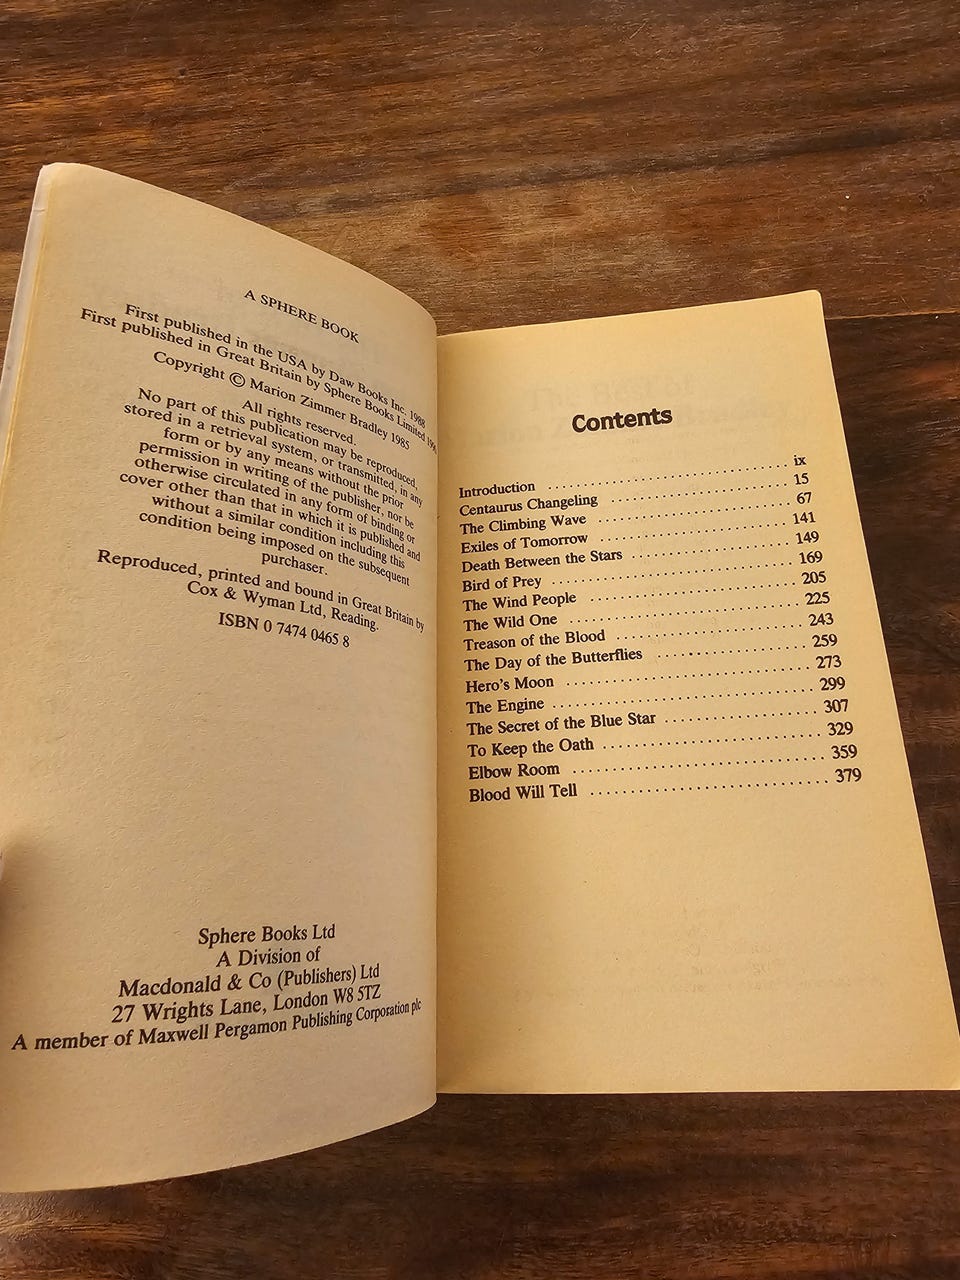 A SPHERE BOOK
First published in the USA by Daw Books Inc. 1988
First published in Great Britain by Sphere Books Limited
Copyright © Marion Zimmer Bradley 1985
All rights reserved.
No part of this publication may be reproduced,
stored in a retrieval system, or transmitted, in any
form or by any means without the prior
permission in writing of the publisher, nor be
otherwise circulated in any form of binding or
cover other than that in which it is published and
without a similar condition including this
condition being imposed on the subsequent
purchaser.
Reproduced, printed and bound in Great Britain by
Cox & Wyman Ltd, Reading.
ISBN 0 7474 0465 8
Sphere Books Ltd
A Division of
Macdonald & Co (Publishers) Ltd
27 Wrights Lane, London W8 5TZ
A member of Maxwell Pergamon Publishing Corporation plc
Contents
Introduction .......... ix
Centaurus Changeling .......... 15
The Climbing Wave .......... 67
Exiles of Tomorrow .......... 141
Death Between the Stars .......... 149
Bird of Prey .......... 169
The Wind People .......... 205
The Wild One .......... 225
Treason of the Blood .......... 243
The Day of the Butterflies .......... 259
Hero's Moon .......... 273
The Engine .......... 299
The Secret of the Blue Star .......... 307
To Keep the Oath .......... 329
Elbow Room .......... 359
Blood Will Tell .......... 379